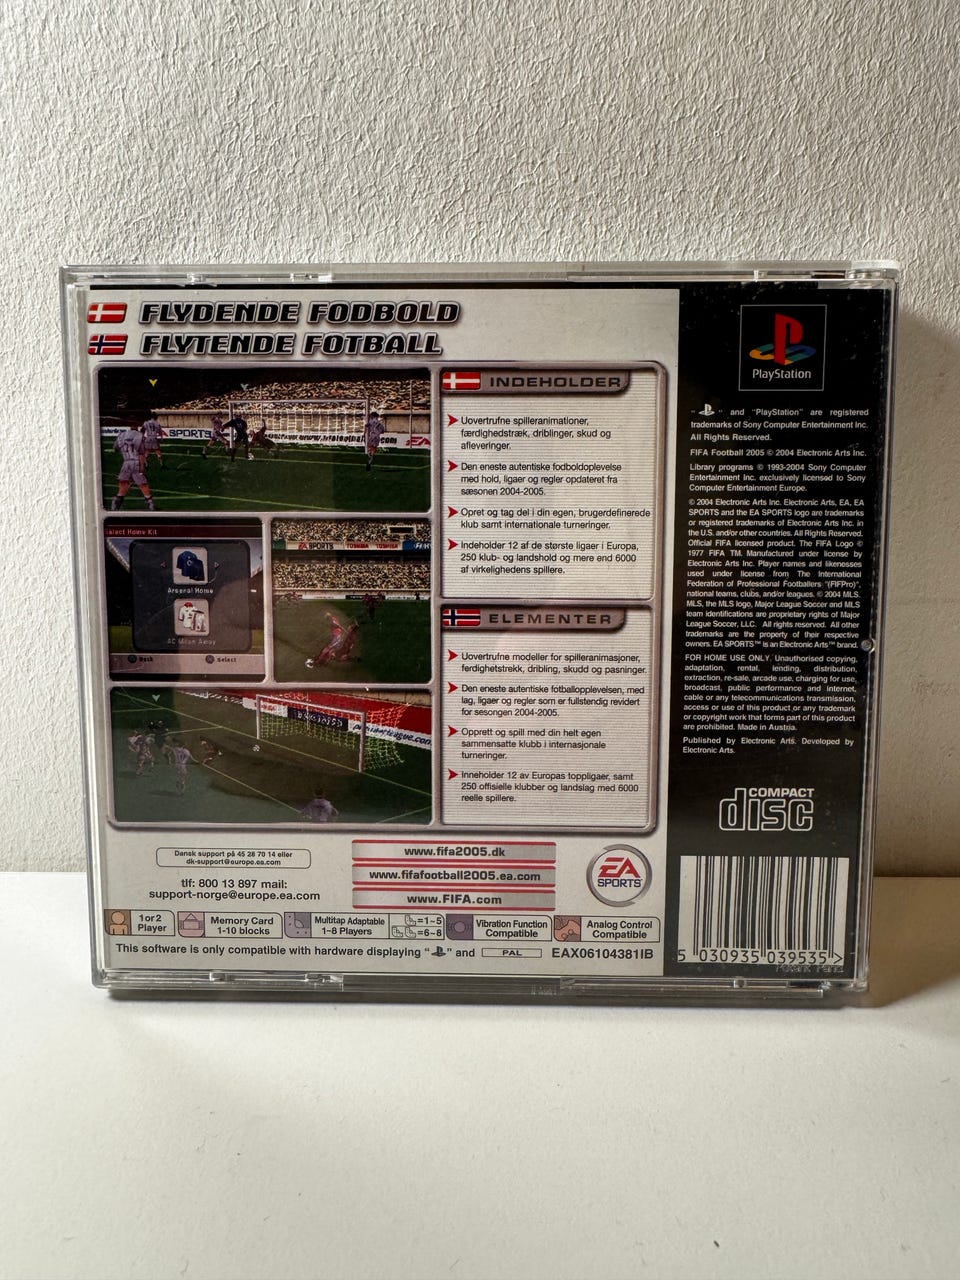 FLYDENDE FODBOLD
FLYTENDE FOTBALL
SPORTS
Select Home Kit
Arsenal Home
AC Milan Away
Back
Select
EA SPORTS
TOSHIBA
INDEHOLDER
Uovertrufne spilleranimationer,
færdighedstræk, driblinger, skud og
afleveringer.
Den eneste autentiske fodboldoplevelse
med hold, ligaer og regler opdateret fra
sæsonen 2004-2005.
Opret og tag del i din egen, brugerdefinerede
klub samt internationale turneringer.
Indeholder 12 af de største ligaer i Europa,
250 klub- og landshold og mere end 6000
af virkelighedens spillere.
ELEMENTER
Uovertrufne modeller for spilleranimasjoner,
ferdighetstrekk, dribling, skudd og pasninger.
Den eneste autentiske fotballopplevelsen, med
lag, ligaer og regler som er fullstendig revidert
for sesongen 2004-2005.
Opprett og spill med din helt egen
sammensatte klubb i internasjonale
turneringer.
Inneholder 12 av Europas toppligaer, samt
250 offisielle klubber og landslag med 6000
reelle spillere.
Dansk support på 45 28 70 14 eller
dk-support@europe.ea.com
tlf: 800 13 897 mail:
support-norge@europe.ea.com
www.fifa2005.dk
www.fifafootball2005.ea.com
www.FIFA.com
EA
SPORTS
1 or 2
Player
Memory Card
1-10 blocks
Multitap Adaptable
1-8 Players
=1~5
=6~8
Vibration Function
Compatible
Analog Control
Compatible
This software is only compatible with hardware displaying " " and PAL EAX06104381IB
PlayStation
" " and "PlayStation" are registered
trademarks of Sony Computer Entertainment Inc.
All Rights Reserved.
FIFA Football 2005 © 2004 Electronic Arts Inc.
Library programs © 1993-2004 Sony Computer
Entertainment Inc. exclusively licensed to Sony
Computer Entertainment Europe.
© 2004 Electronic Arts Inc. Electronic Arts, EA, EA
SPORTS and the EA SPORTS logo are trademarks
or registered trademarks of Electronic Arts Inc. in
the U.S. and/or other countries. All Rights Reserved.
Official FIFA licensed product. The FIFA Logo ©
1977 FIFA TM. Manufactured under license by
Electronic Arts Inc. Player names and likenesses
used under license from The International
Federation of Professional Footballers "(FIFPro)",
national teams, clubs, and/or leagues. © 2004 MLS.
MLS, the MLS logo, Major League Soccer and MLS
team identifications are proprietary rights of Major
League Soccer, LLC. All rights reserved. All other
trademarks are the property of their respective
owners. EA SPORTS™ is an Electronic Arts™ brand.
FOR HOME USE ONLY. Unauthorised copying,
adaptation, rental, lending, distribution,
extraction, re-sale, arcade use, charging for use,
broadcast, public performance and internet,
cable or any telecommunications transmission,
access or use of this product or any trademark
or copyright work that forms part of this product
are prohibited. Made in Austria.
Published by Electronic Arts. Developed by
Electronic Arts.
COMPACT
disc
5 030935 039535 >